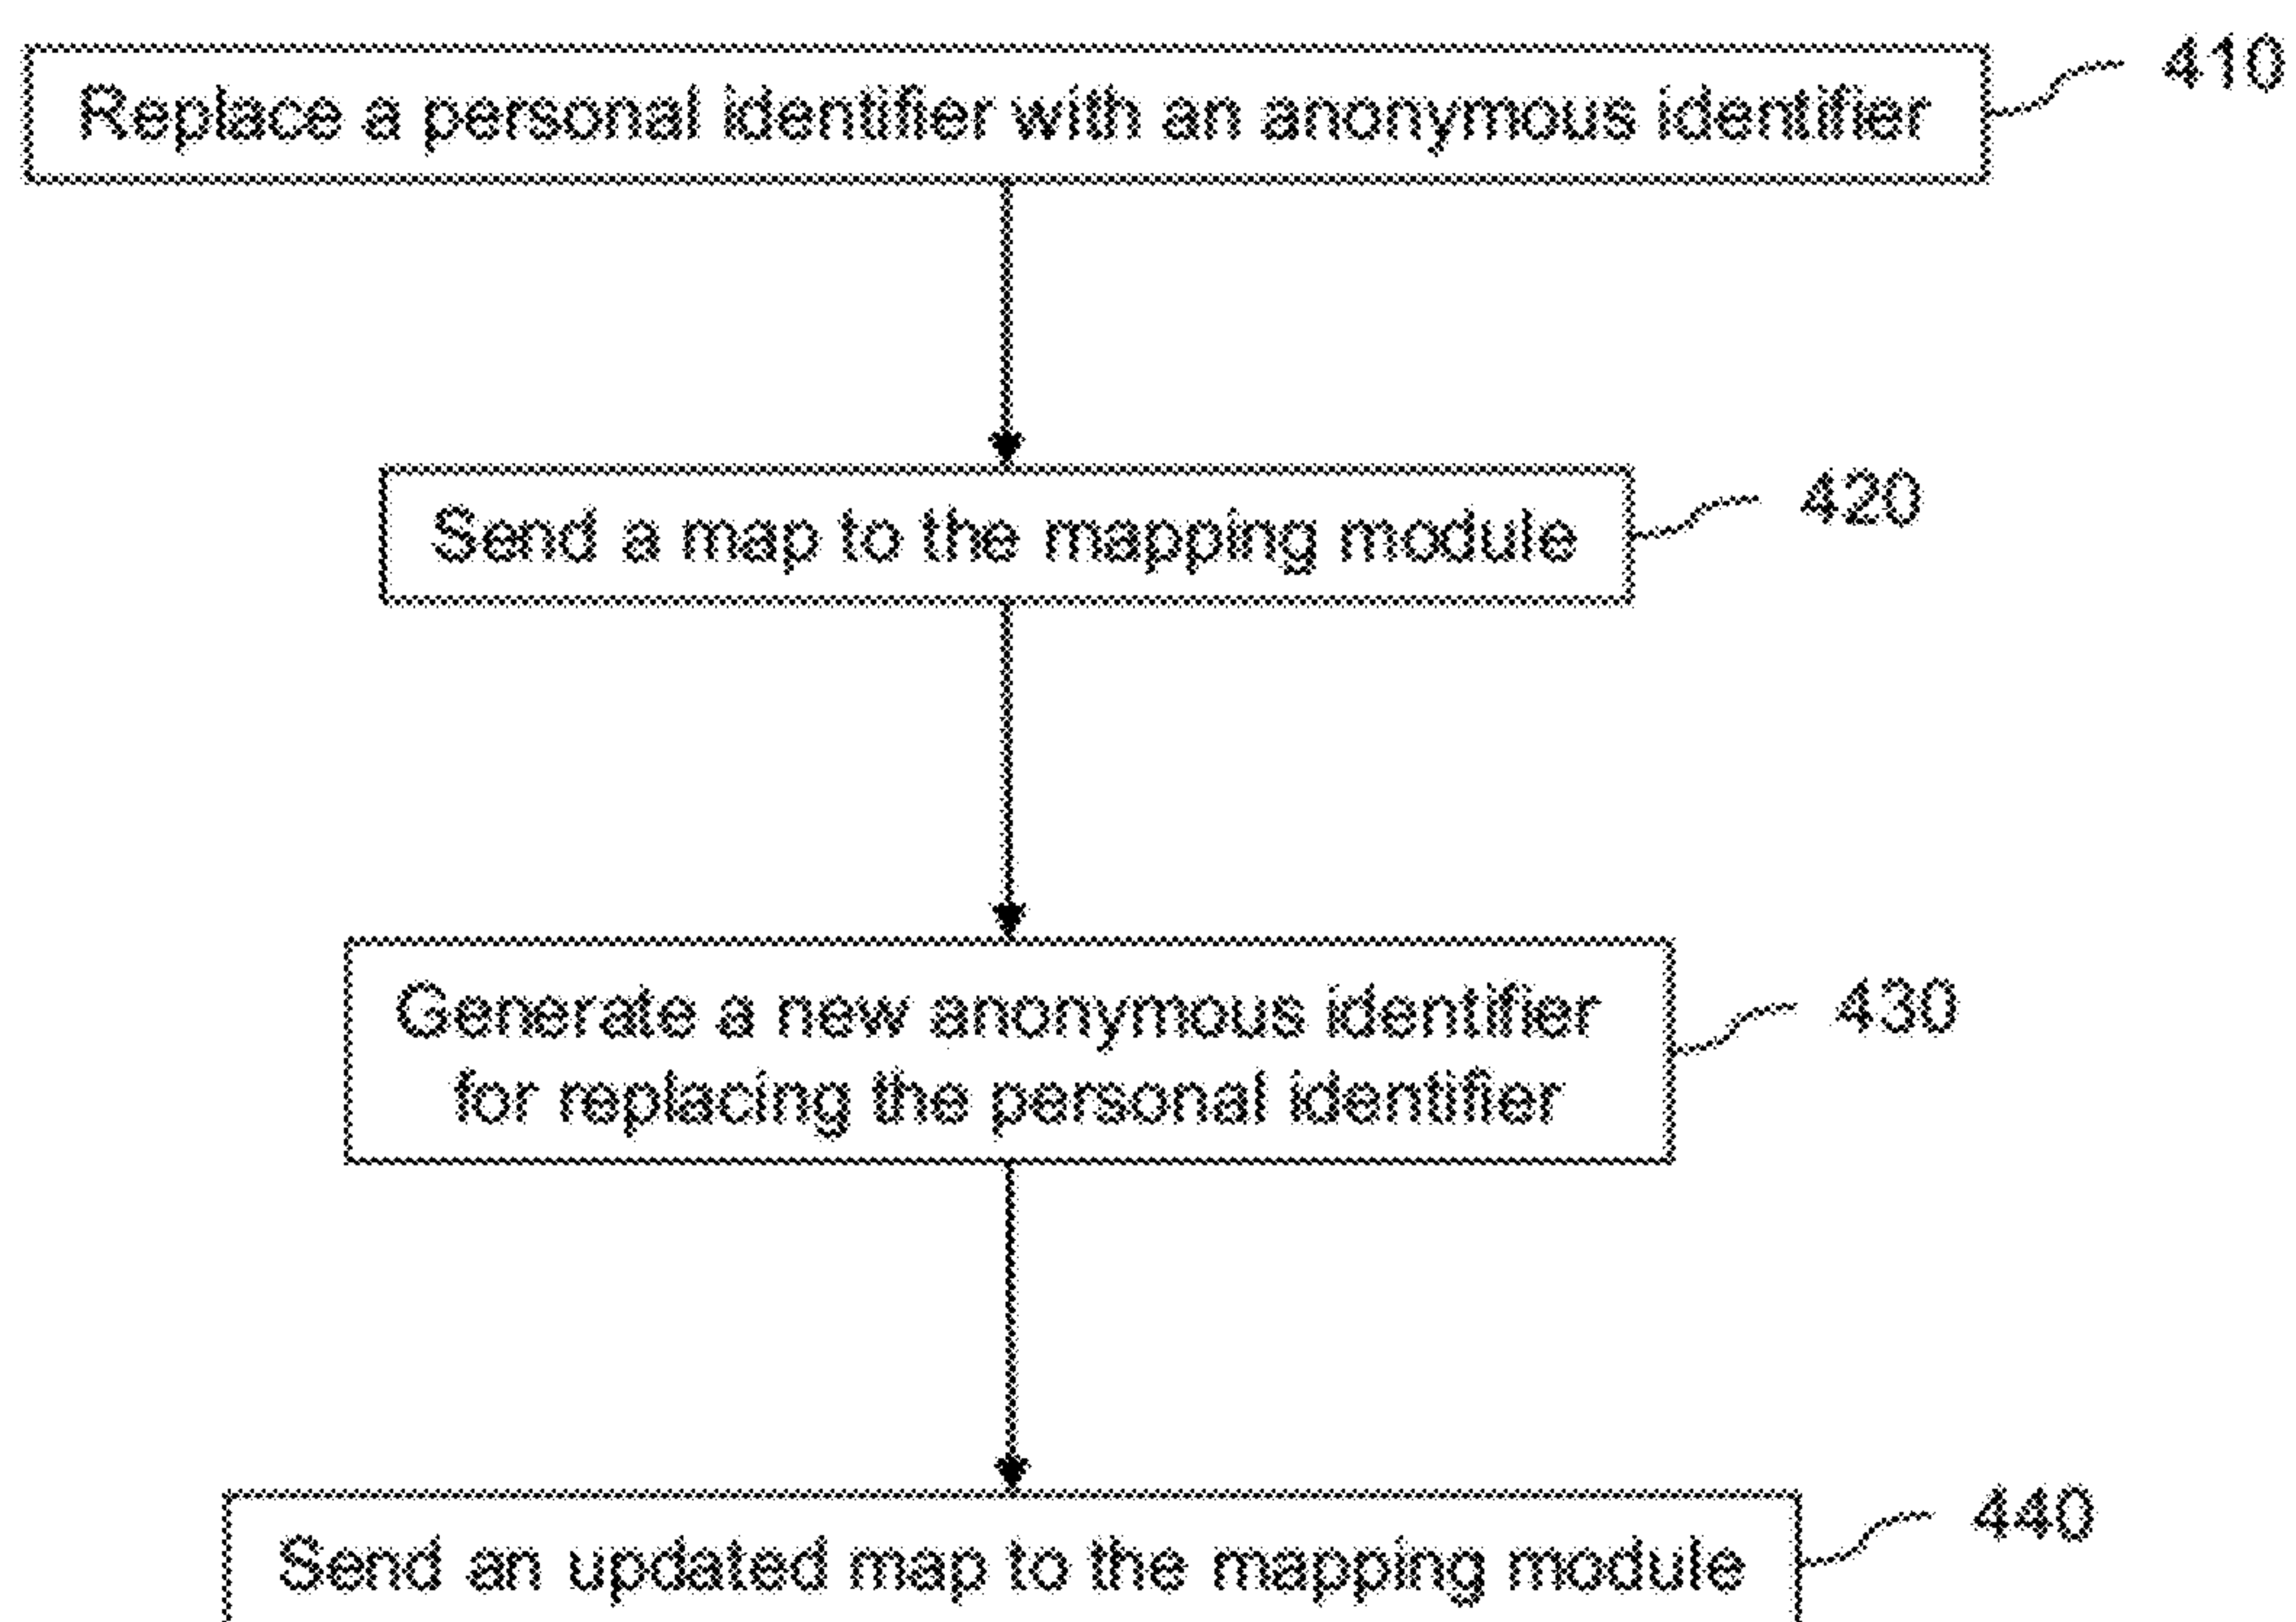 Replace a personal identifier with an anonymous identifier
410
Send a map to the mapping module
420
Generate a new anonymous identifier
for replacing the personal identifier
430
Send an updated map to the mapping module
440